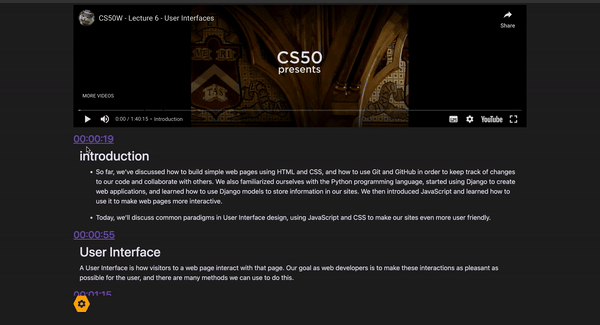 CS50W - Lecture 6 - User Interfaces
Share
CS50
presents
MORE VIDEOS
0:00 / 1:40:15 • Introduction
YouTube
00:00:19
introduction
• So far, we've discussed how to build simple web pages using HTML and CSS, and how to use Git and GitHub in order to keep track of changes
to our code and collaborate with others. We also familiarized ourselves with the Python programming language, started using Django to create
web applications, and learned how to use Django models to store information in our sites. We then introduced JavaScript and learned how to
use it to make web pages more interactive.
• Today, we'll discuss common paradigms in User Interface design, using JavaScript and CSS to make our sites even more user friendly.
00:00:55
User Interface
A User Interface is how visitors to a web page interact with that page. Our goal as web developers is to make these interactions as pleasant as
possible for the user, and there are many methods we can use to do this.
00:01:15